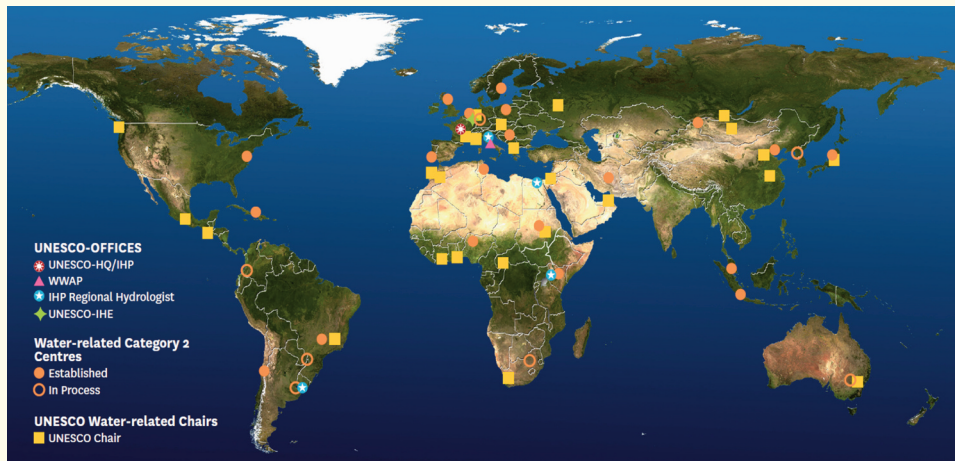 UNESCO-OFFICES
UNESCO-HQ/IHP
WWAP
IHP Regional Hydrologist
UNESCO-IHE
Water-related Category 2
Centres
Established
In Process
UNESCO Water-related Chairs
UNESCO Chair